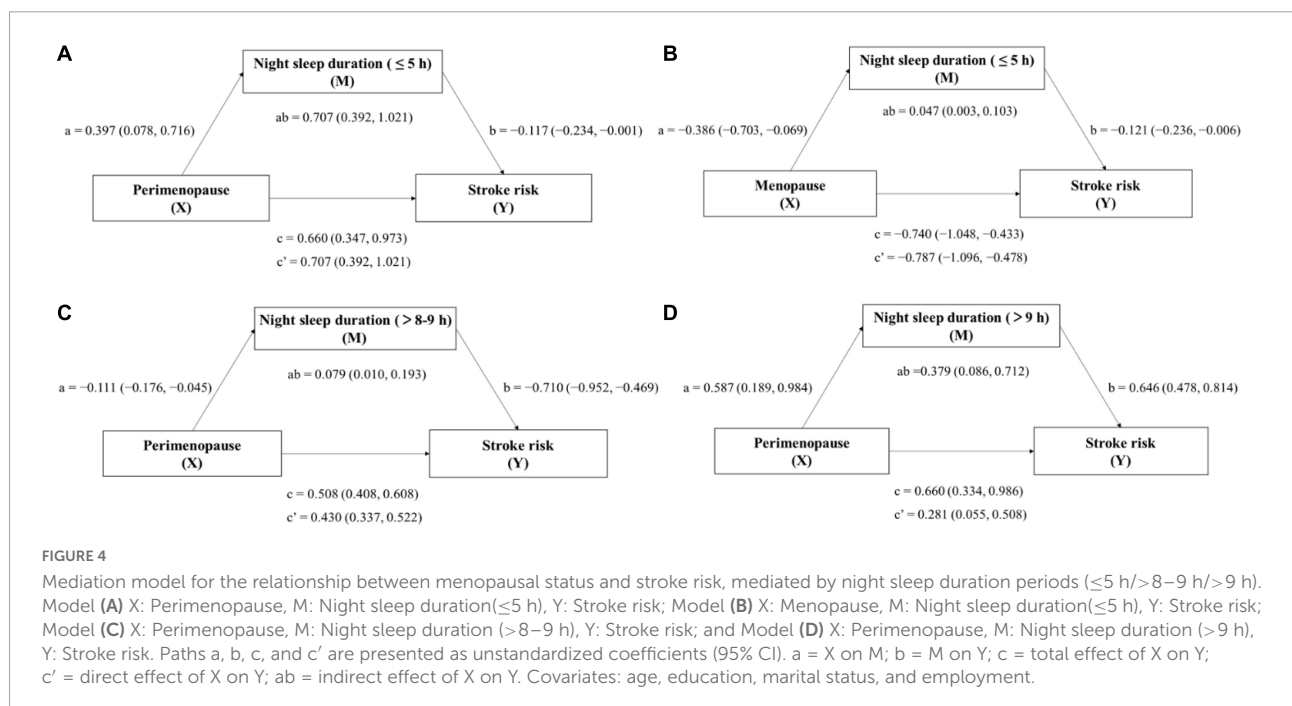 A
Night sleep duration ( ≤ 5 h)
(M)
a = 0.397 (0.078, 0.716)
ab = 0.707 (0.392, 1.021)
b = −0.117 (−0.234, −0.001)
Perimenopause
(X)
Stroke risk
(Y)
c = 0.660 (0.347, 0.973)
c’ = 0.707 (0.392, 1.021)
B
Night sleep duration ( ≤ 5 h)
(M)
a = −0.386 (−0.703, −0.069)
ab = 0.047 (0.003, 0.103)
b = −0.121 (−0.236, −0.006)
Menopause
(X)
Stroke risk
(Y)
c = −0.740 (−1.048, −0.433)
c’ = −0.787 (−1.096, −0.478)
C
Night sleep duration ( > 8-9 h)
(M)
a = −0.111 (−0.176, −0.045)
ab = 0.079 (0.010, 0.193)
b = −0.710 (−0.952, −0.469)
Perimenopause
(X)
Stroke risk
(Y)
c = 0.508 (0.408, 0.608)
c’ = 0.430 (0.337, 0.522)
D
Night sleep duration ( > 9 h)
(M)
a = 0.587 (0.189, 0.984)
ab =0.379 (0.086, 0.712)
b = 0.646 (0.478, 0.814)
Perimenopause
(X)
Stroke risk
(Y)
c = 0.660 (0.334, 0.986)
c’ = 0.281 (0.055, 0.508)
FIGURE 4
Mediation model for the relationship between menopausal status and stroke risk, mediated by night sleep duration periods (≤5 h/>8–9 h/>9 h).
Model (A) X: Perimenopause, M: Night sleep duration(≤5 h), Y: Stroke risk; Model (B) X: Menopause, M: Night sleep duration(≤5 h), Y: Stroke risk;
Model (C) X: Perimenopause, M: Night sleep duration (>8–9 h), Y: Stroke risk; and Model (D) X: Perimenopause, M: Night sleep duration (>9 h),
Y: Stroke risk. Paths a, b, c, and c′ are presented as unstandardized coefficients (95% CI). a = X on M; b = M on Y; c = total effect of X on Y;
c′ = direct effect of X on Y; ab = indirect effect of X on Y. Covariates: age, education, marital status, and employment.